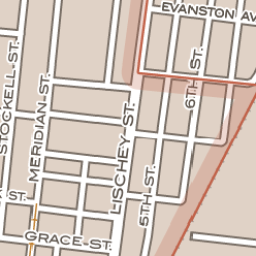 EVANSTON AV
STOCKELL ST.
MERIDIAN ST.
LISCHEY ST.
6TH ST.
5TH ST.
ST.
GRACE ST.